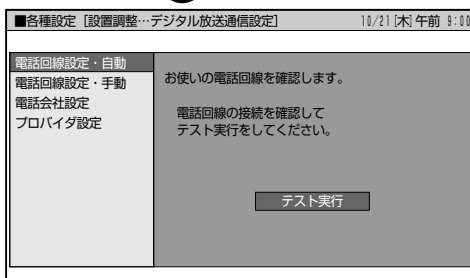 ■各種設定［設置調整…デジタル放送通信設定］ 10/21[木]午前 9:00
電話回線設定・自動
電話回線設定・手動
電話会社設定
プロバイダ設定
お使いの電話回線を確認します。
電話回線の接続を確認して
テスト実行をしてください。
テスト実行